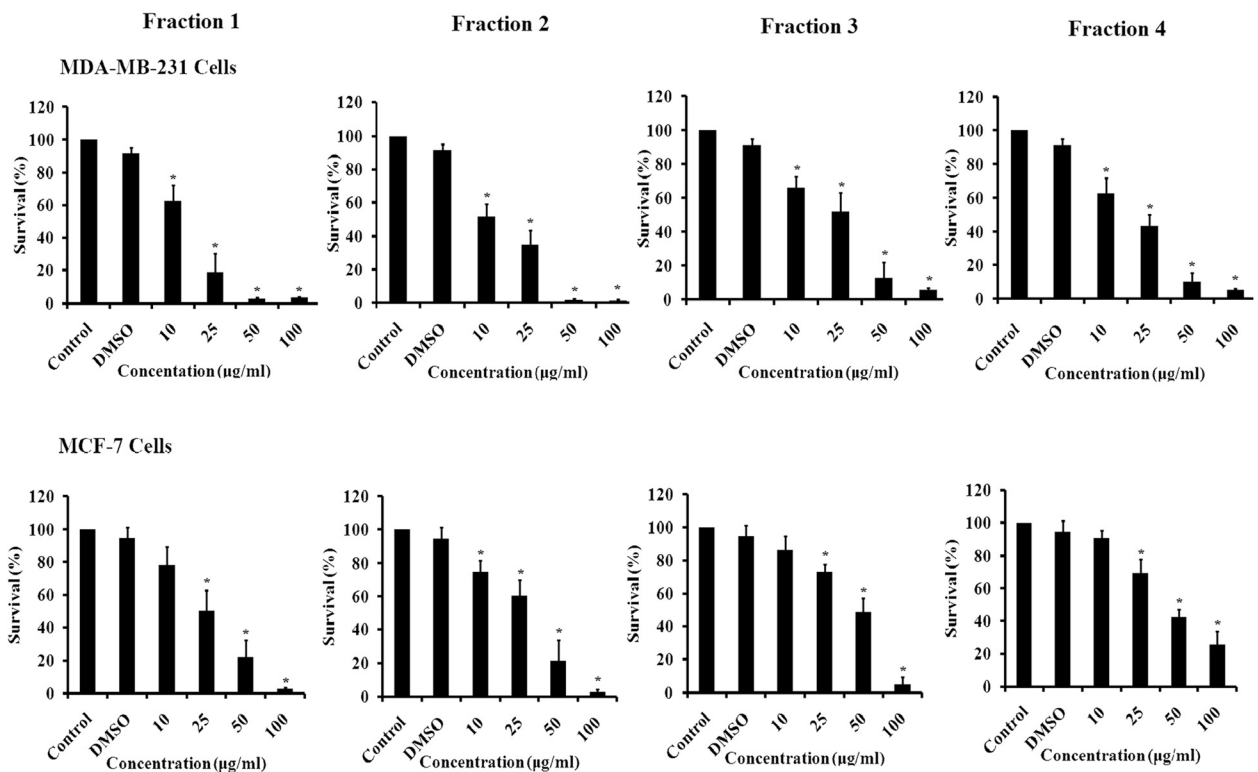 Fraction 1
Fraction 2
Fraction 3
Fraction 4
MDA-MB-231 Cells
Survival (%)
120
100
80
60
40
20
0
* * * *
Control DMSO 10 25 50 100
Concentation (µg/ml)
Survival (%)
120
100
80
60
40
20
0
* * * *
Control DMSO 10 25 50 100
Concentration (µg/ml)
Survival (%)
120
100
80
60
40
20
0
* * * *
Control DMSO 10 25 50 100
Concentration (µg/ml)
Survival (%)
120
100
80
60
40
20
0
* * * *
Control DMSO 10 25 50 100
Concentration (µg/ml)
MCF-7 Cells
Survival (%)
120
100
80
60
40
20
0
* * *
Control DMSO 10 25 50 100
Concentration (µg/ml)
Survival (%)
120
100
80
60
40
20
0
* * * *
Control DMSO 10 25 50 100
Concentration (µg/ml)
Survival (%)
120
100
80
60
40
20
0
* * *
Control DMSO 10 25 50 100
Concentration (µg/ml)
Survival (%)
120
100
80
60
40
20
0
* * *
Control DMSO 10 25 50 100
Concentration (µg/ml)